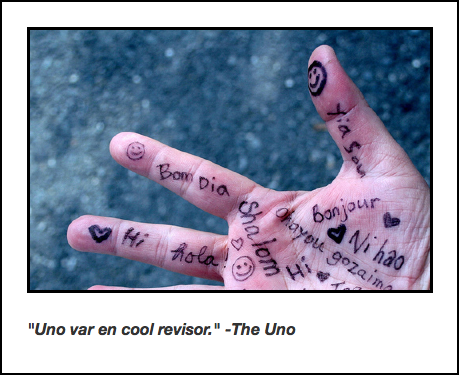 Yia Sou
Bom Dia
Bonjour
Shalom
Ohayou gozaima
Ni hao
Hi
Hola!
Hi
"Uno var en cool revisor." -The Uno